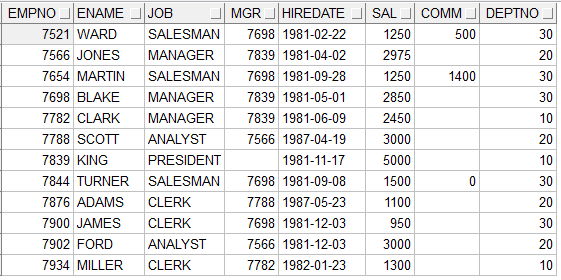 EMPNO ENAME JOB MGR HIREDATE SAL COMM DEPTNO
7521 WARD SALESMAN 7698 1981-02-22 1250 500 30
7566 JONES MANAGER 7839 1981-04-02 2975 20
7654 MARTIN SALESMAN 7698 1981-09-28 1250 1400 30
7698 BLAKE MANAGER 7839 1981-05-01 2850 30
7782 CLARK MANAGER 7839 1981-06-09 2450 10
7788 SCOTT ANALYST 7566 1987-04-19 3000 20
7839 KING PRESIDENT 1981-11-17 5000 10
7844 TURNER SALESMAN 7698 1981-09-08 1500 0 30
7876 ADAMS CLERK 7788 1987-05-23 1100 20
7900 JAMES CLERK 7698 1981-12-03 950 30
7902 FORD ANALYST 7566 1981-12-03 3000 20
7934 MILLER CLERK 7782 1982-01-23 1300 10